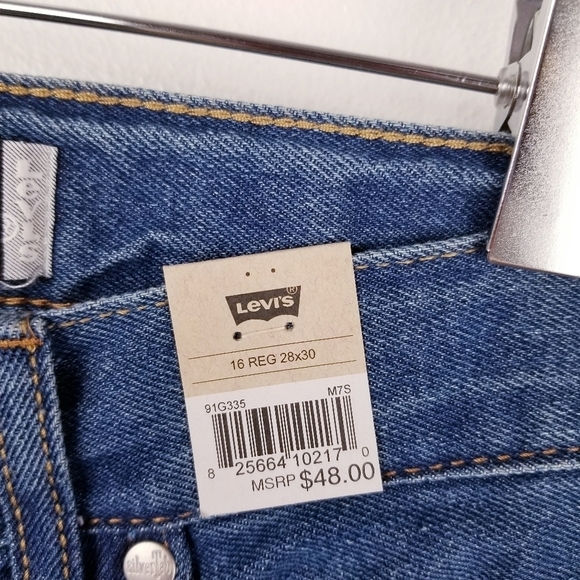 LEVI'S ®
16 REG 28x30
91G335 M7S
8 25664 10217 0
MSRP $48.00